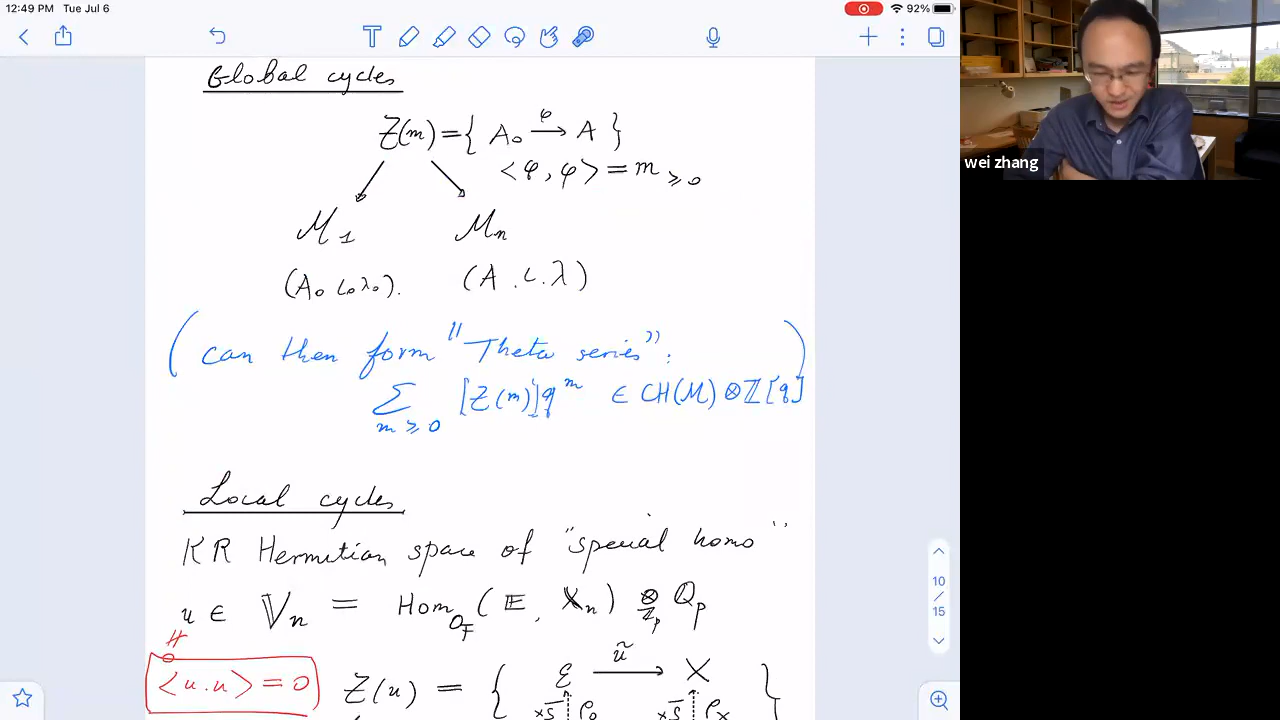 12:49 PM Tue Jul 6
92%
Global cycles
Z(m) = { A₀ →^φ A }
<φ, φ> = m ≥ 0
M₁ Mₙ
(A₀ ι₀ λ₀). (A . ι . λ)
(can then form "Theta series": )
∑_{m ≥ 0} [Z(m)] q^m ∈ CH(M) ⊗ ℤ[q]
Local cycles
KR Hermitian space of "special homo"
u ∈ 𝕍ₙ = Hom_{O_F} (𝔼, 𝕏ₙ) ⊗_{ℤ_p} ℚ_p
<u.u> = 0
Z(u) = { ℰ →^ũ X }
×S̄ ρ₀ ×S̄ ρ_X
10
/
15
wei zhang